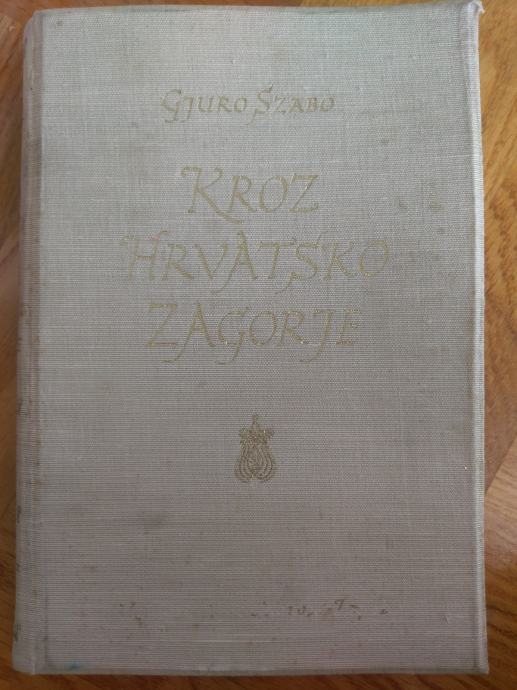 Gjuro Szabo
Kroz
Hrvatsko
Zagorje